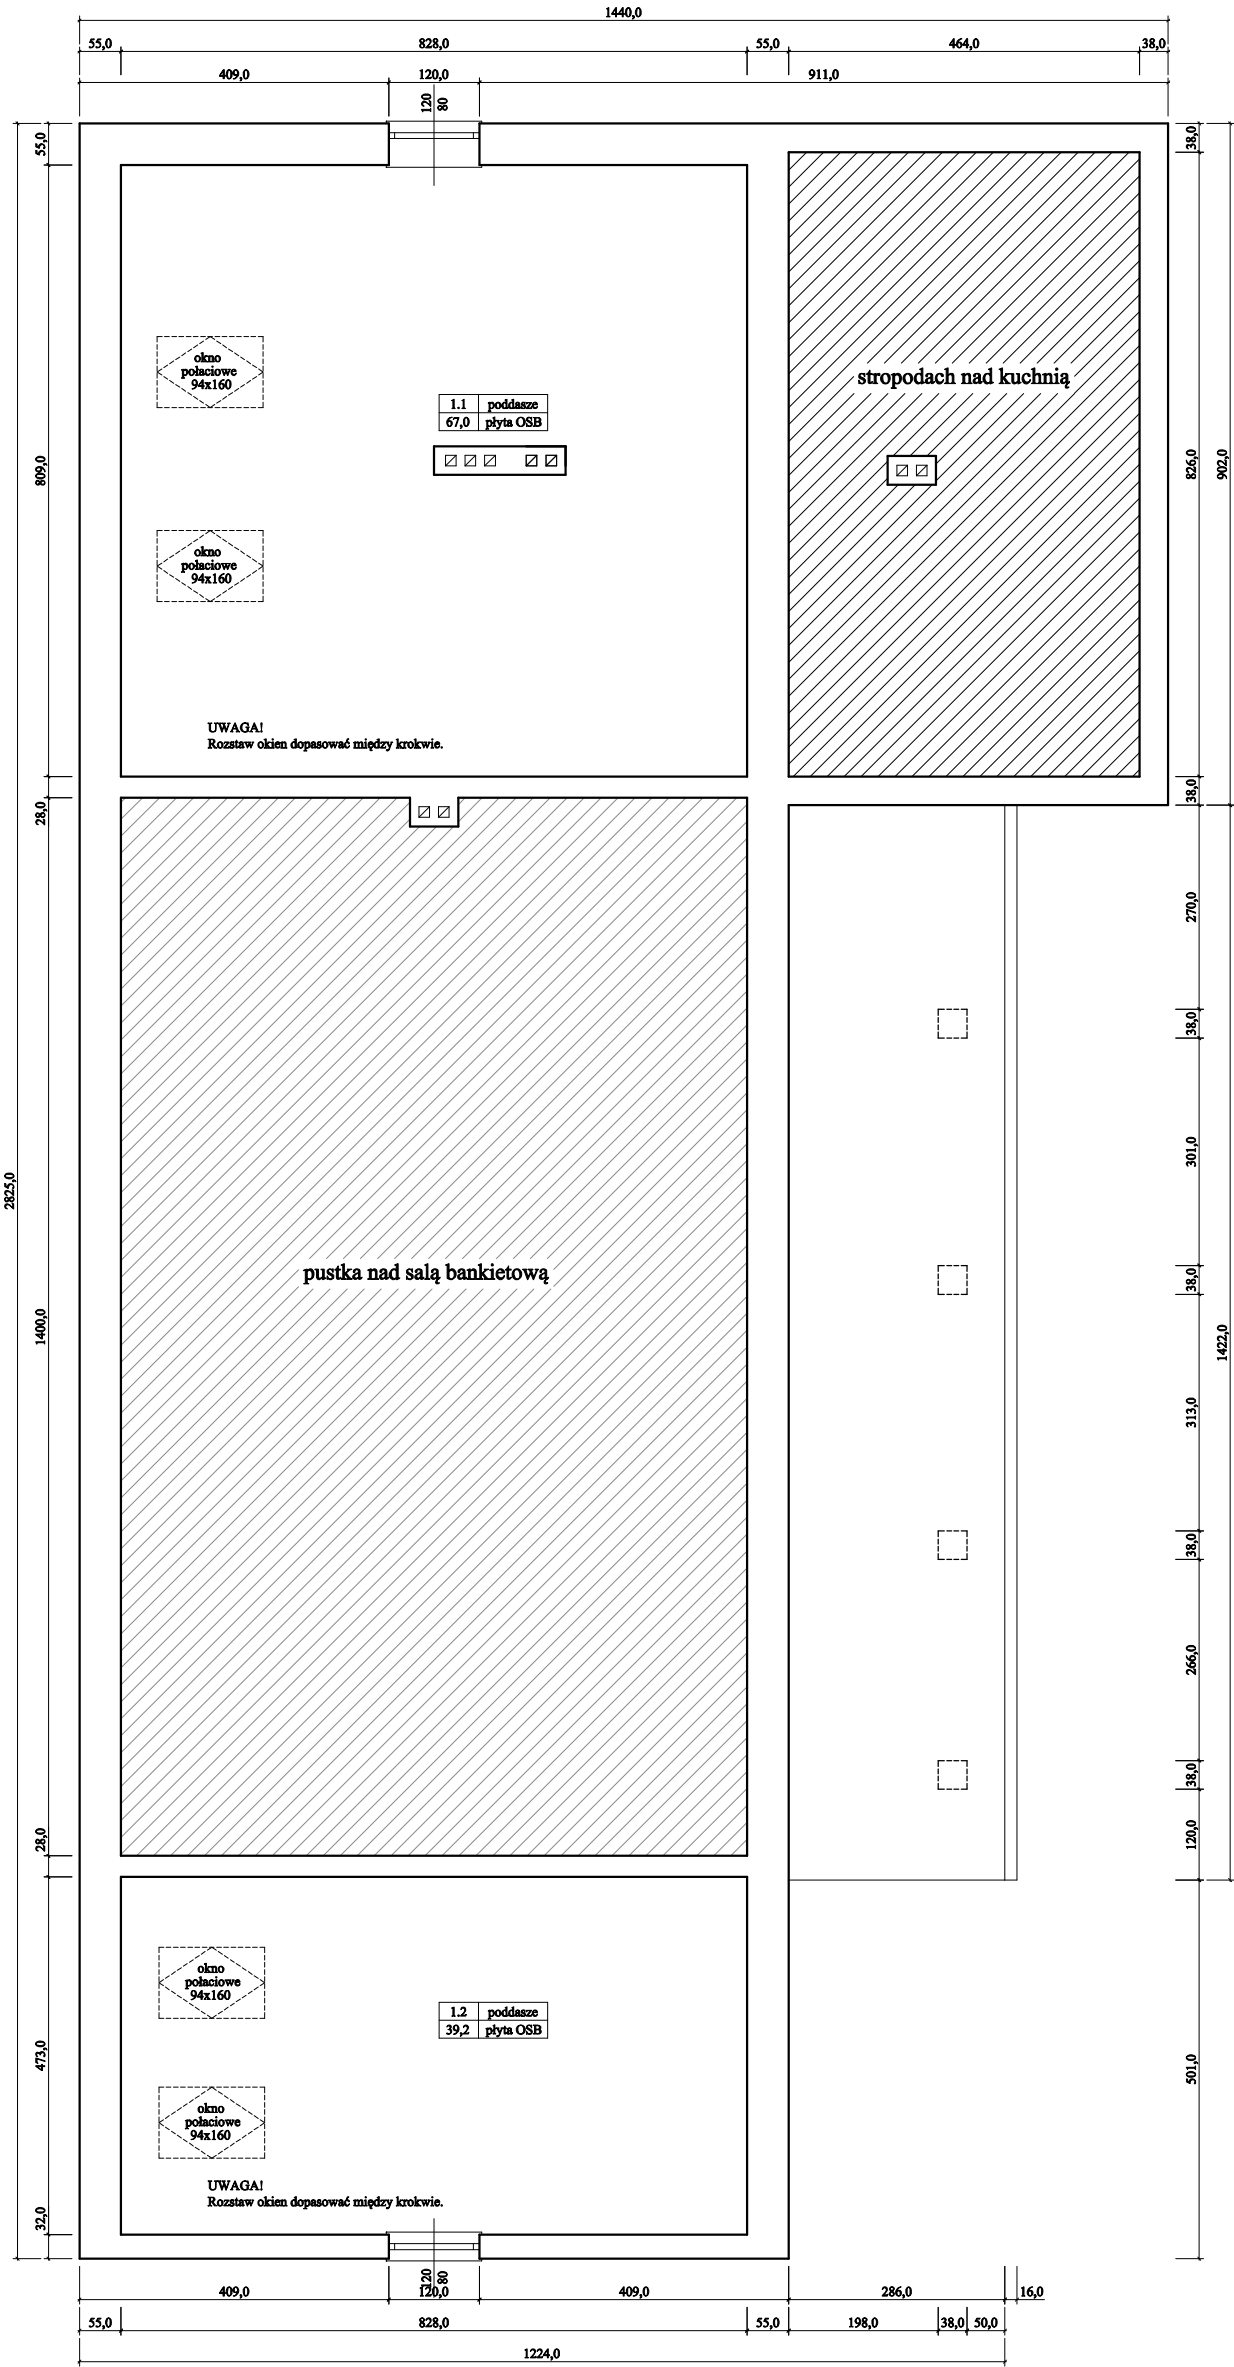 1440,0
55,0 828,0 55,0 464,0 38,0
409,0 120,0 911,0
120
80
55,0
38,0
okno
połaciowe
94x160
stropodach nad kuchnią
1.1 poddasze
67,0 płyta OSB
809,0
826,0
902,0
okno
połaciowe
94x160
UWAGA!
Rozstaw okien dopasować między krokwie.
28,0
38,0
270,0
38,0
301,0
2825,0
pustka nad salą bankietową
38,0
1400,0
1422,0
313,0
38,0
266,0
38,0
28,0
120,0
okno
połaciowe
94x160
1.2 poddasze
39,2 płyta OSB
473,0
501,0
okno
połaciowe
94x160
UWAGA!
Rozstaw okien dopasować między krokwie.
32,0
120
80
409,0 120,0 409,0 286,0 16,0
55,0 828,0 55,0 198,0 38,0 50,0
1224,0